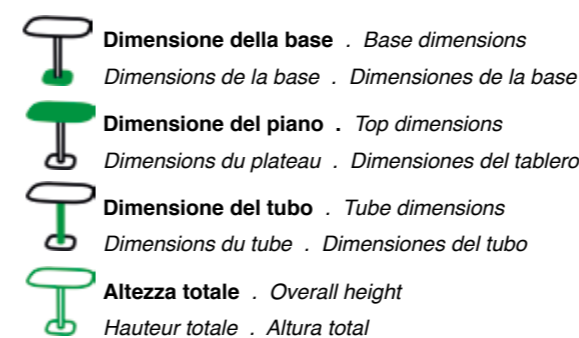 Dimensione della base . Base dimensions
Dimensions de la base . Dimensiones de la base
Dimensione del piano . Top dimensions
Dimensions du plateau . Dimensiones del tablero
Dimensione del tubo . Tube dimensions
Dimensions du tube . Dimensiones del tubo
Altezza totale . Overall height
Hauteur totale . Altura total